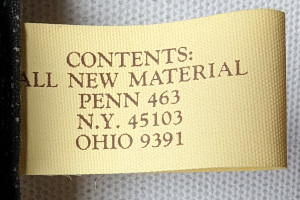 CONTENTS:
ALL NEW MATERIAL
PENN 463
N.Y. 45103
OHIO 9391